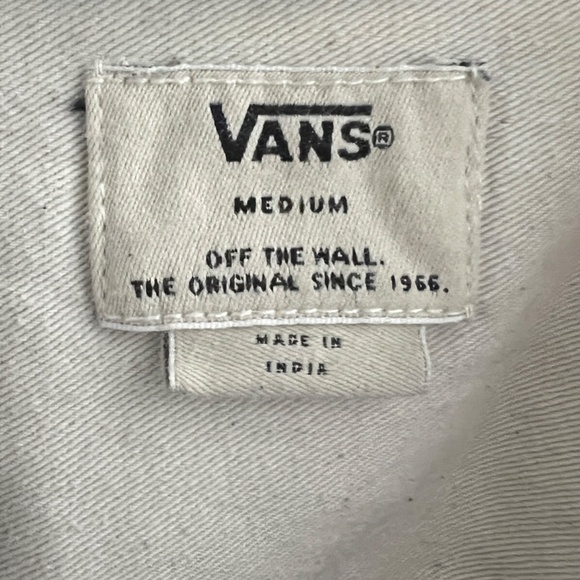 VANS®
MEDIUM
OFF THE WALL.
THE ORIGINAL SINCE 1966.
MADE IN
INDIA